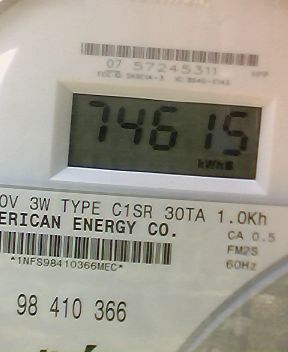 07 57245311
74615
kWhs
0V 3W TYPE C1SR 30TA 1.0Kh
ERICAN ENERGY CO.
CA 0.5
FM2S
*1NFS98410366MEC*
60Hz
98 410 366